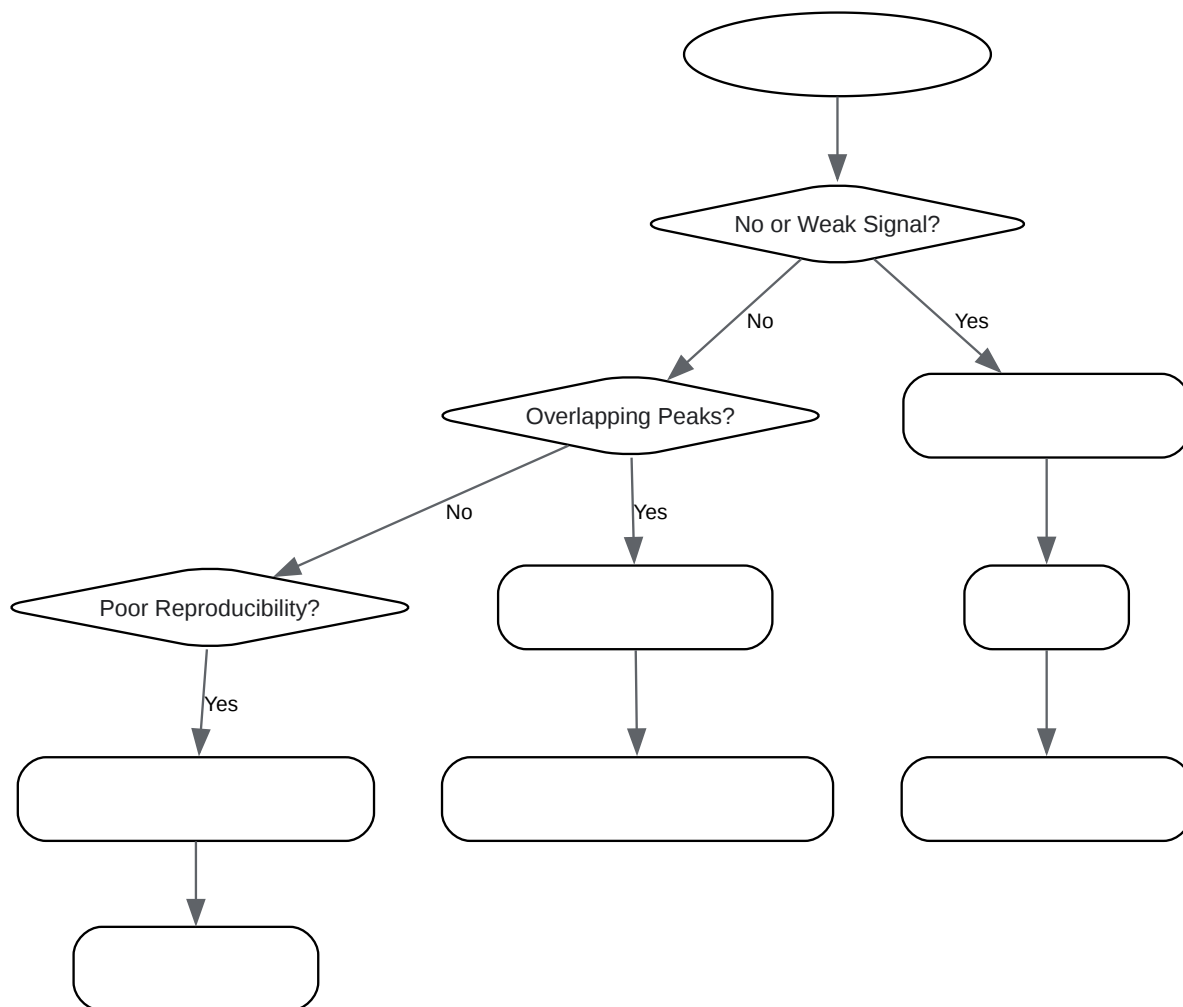 No or Weak Signal?
No
Yes
Overlapping Peaks?
No
Yes
Poor Reproducibility?
Yes